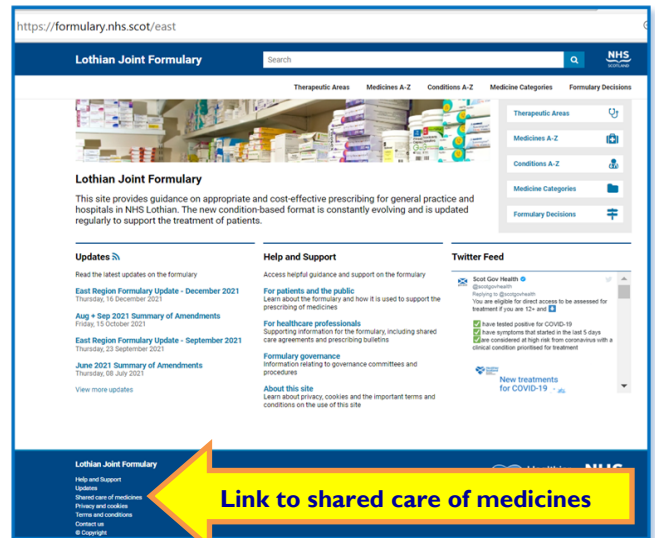 https://formulary.nhs.scot/east
Lothian Joint Formulary
Search
NHS
SCOTLAND
Therapeutic Areas Medicines A-Z Conditions A-Z Medicine Categories Formulary Decisions
Therapeutic Areas
Medicines A-Z
Conditions A-Z
Medicine Categories
Formulary Decisions
Lothian Joint Formulary
This site provides guidance on appropriate and cost-effective prescribing for general practice and
hospitals in NHS Lothian. The new condition-based format is constantly evolving and is updated
regularly to support the treatment of patients.
Updates
Read the latest updates on the formulary
East Region Formulary Update - December 2021
Thursday, 16 December 2021
Aug + Sep 2021 Summary of Amendments
Friday, 15 October 2021
East Region Formulary Update - September 2021
Thursday, 23 September 2021
June 2021 Summary of Amendments
Thursday, 08 July 2021
View more updates
Help and Support
Access helpful guidance and support on the formulary
For patients and the public
Learn about the formulary and how it is used to support the
prescribing of medicines
For healthcare professionals
Supporting information for the formulary, including shared
care agreements and prescribing bulletins
Formulary governance
Information relating to governance committees and
procedures
About this site
Learn about privacy, cookies and the important terms and
conditions on the use of this site
Twitter Feed
Scot Gov Health
@scotgovhealth
Replying to @scotgovhealth
You are eligible for direct access to be assessed for
treatment if you are 12+ and
have tested positive for COVID-19
have symptoms that started in the last 5 days
are considered at high risk from coronavirus with a
clinical condition prioritised for treatment
New treatments
for COVID-19
Lothian Joint Formulary
Help and Support
Updates
Shared care of medicines
Privacy and cookies
Terms and conditions
Contact us
© Copyright
Link to shared care of medicines